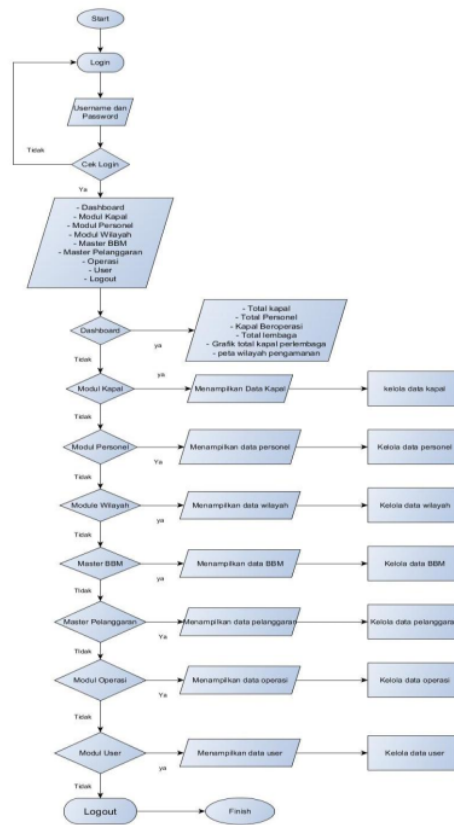 Start
Login
Username dan
Password
Tidak
Cek Login
Ya
- Dashboard
- Modul Kapal
- Modul Personel
- Modul Wilayah
- Master BBM
- Master Pelanggaran
- Operasi
- User
- Logout
Dashboard
ya
- Total kapal
- Total Personel
- Kapal Beroperasi
- Total lembaga
- Grafik total kapal perlembaga
- peta wilayah pengamanan
Tidak
Modul Kapal
ya
Menampilkan Data Kapal
kelola data kapal
Tidak
Modul Personel
Ya
Menampilkan data personel
Kelola data personel
Tidak
Module Wilayah
ya
Menampilkan data wilayah
Kelola data wilayah
Tidak
Master BBM
ya
Menampilkan data BBM
Kelola data BBM
Tidak
Master Pelanggaran
Ya
Menampilkan data pelanggaran
Kelola data pelanggaran
Tidak
Modul Operasi
Ya
Menampilkan data operasi
Kelola data operasi
Tidak
Modul User
ya
Menampilkan data user
Kelola data user
Tidak
Logout
Finish